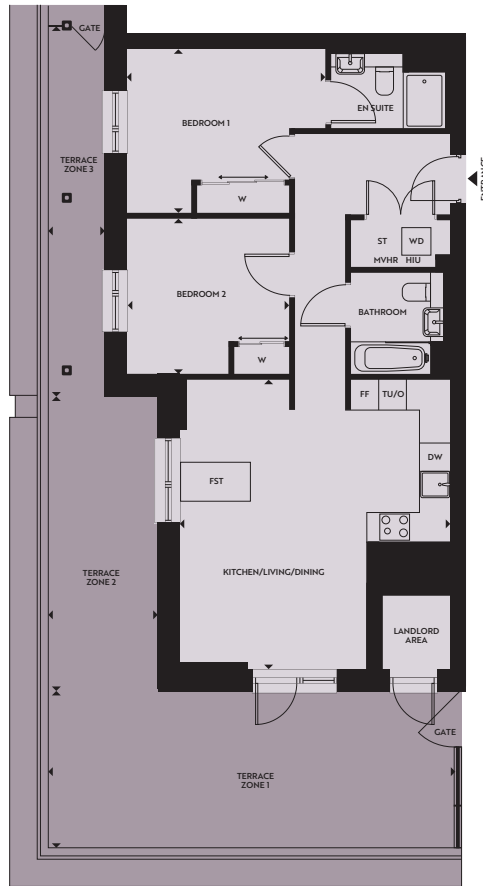 GATE
EN SUITE
BEDROOM 1
TERRACE
ZONE 3
ENTRANCE
W
ST
WD
MVHR HIU
BEDROOM 2
BATHROOM
W
FF
TU/O
DW
FST
KITCHEN/LIVING/DINING
TERRACE
ZONE 2
LANDLORD
AREA
GATE
TERRACE
ZONE 1